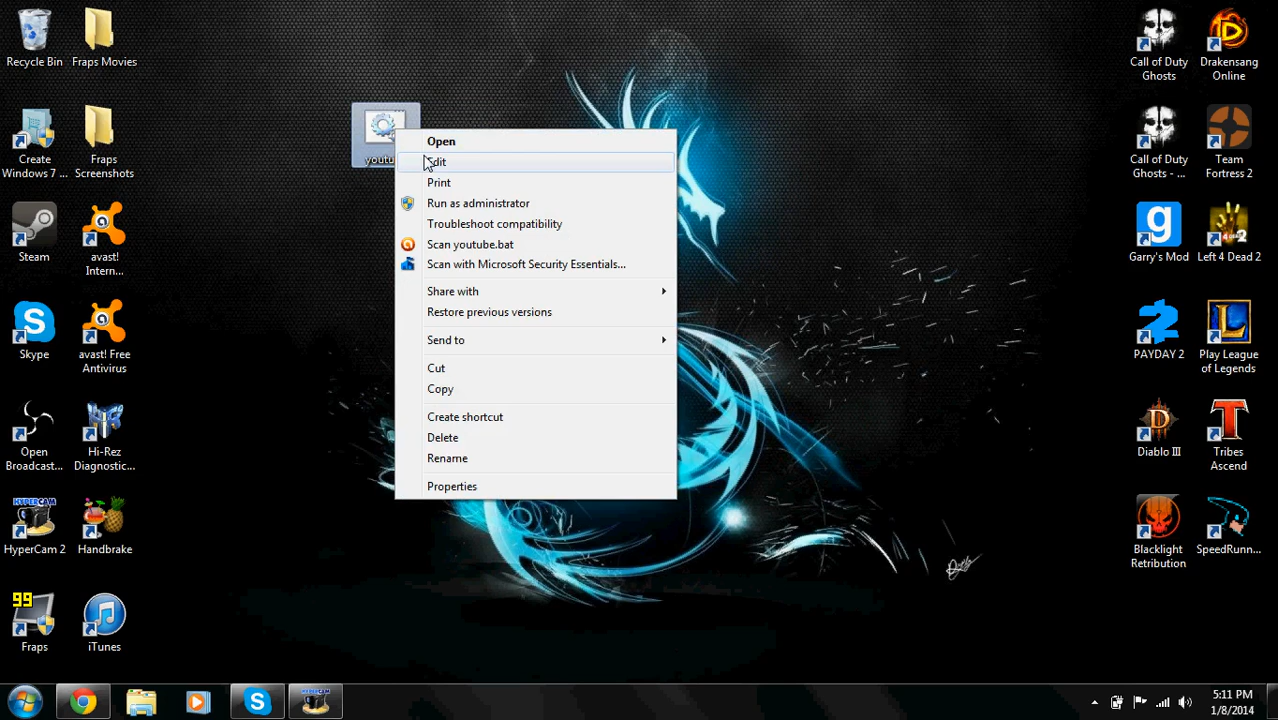 Recycle Bin
Fraps Movies
Create Windows 7 ...
Fraps Screenshots
Steam
avast! Intern...
Skype
avast! Free Antivirus
Open Broadcast...
Hi-Rez Diagnostic...
HYPERCAM
HyperCam 2
Handbrake
99
Fraps
iTunes
Open
Edit
Print
Run as administrator
Troubleshoot compatibility
Scan youtube.bat
Scan with Microsoft Security Essentials...
Share with
Restore previous versions
Send to
Cut
Copy
Create shortcut
Delete
Rename
Properties
Call of Duty Ghosts
Drakensang Online
Call of Duty Ghosts - ...
Team Fortress 2
Garry's Mod
Left 4 Dead 2
PAYDAY 2
Play League of Legends
Diablo III
Tribes Ascend
Blacklight Retribution
SpeedRunn...
5:11 PM
1/8/2014